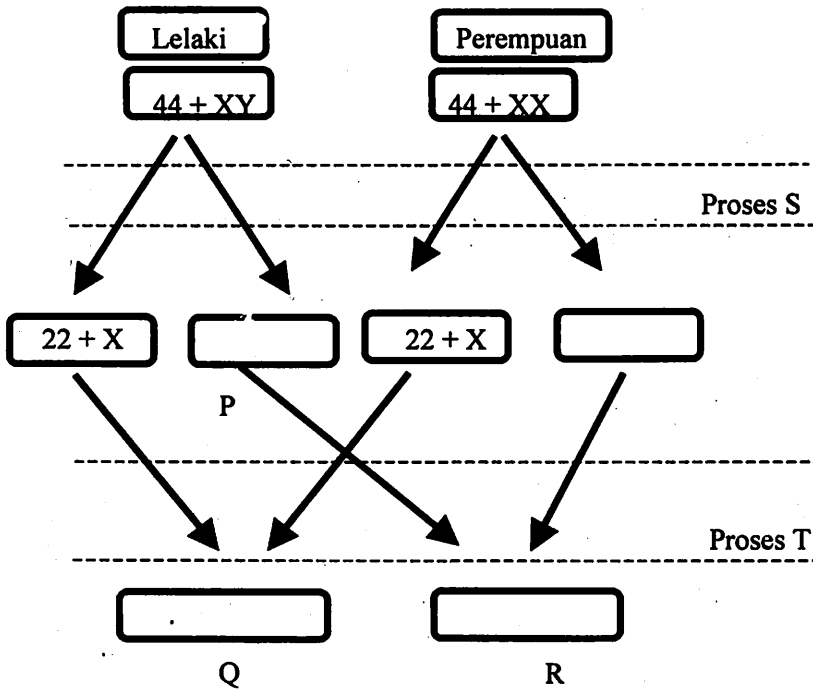 Lelaki
Perempuan
44 + XY
44 + XX
Proses S
22 + X
22 + X
P
Proses T
Q
R